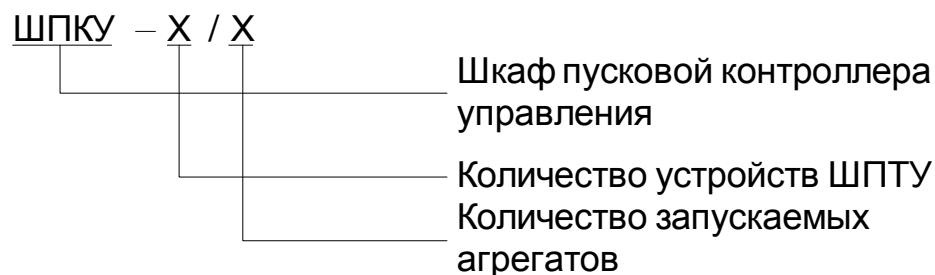 ШПКУ – Х / Х
Шкаф пусковой контроллера
управления
Количество устройств ШПТУ
Количество запускаемых
агрегатов